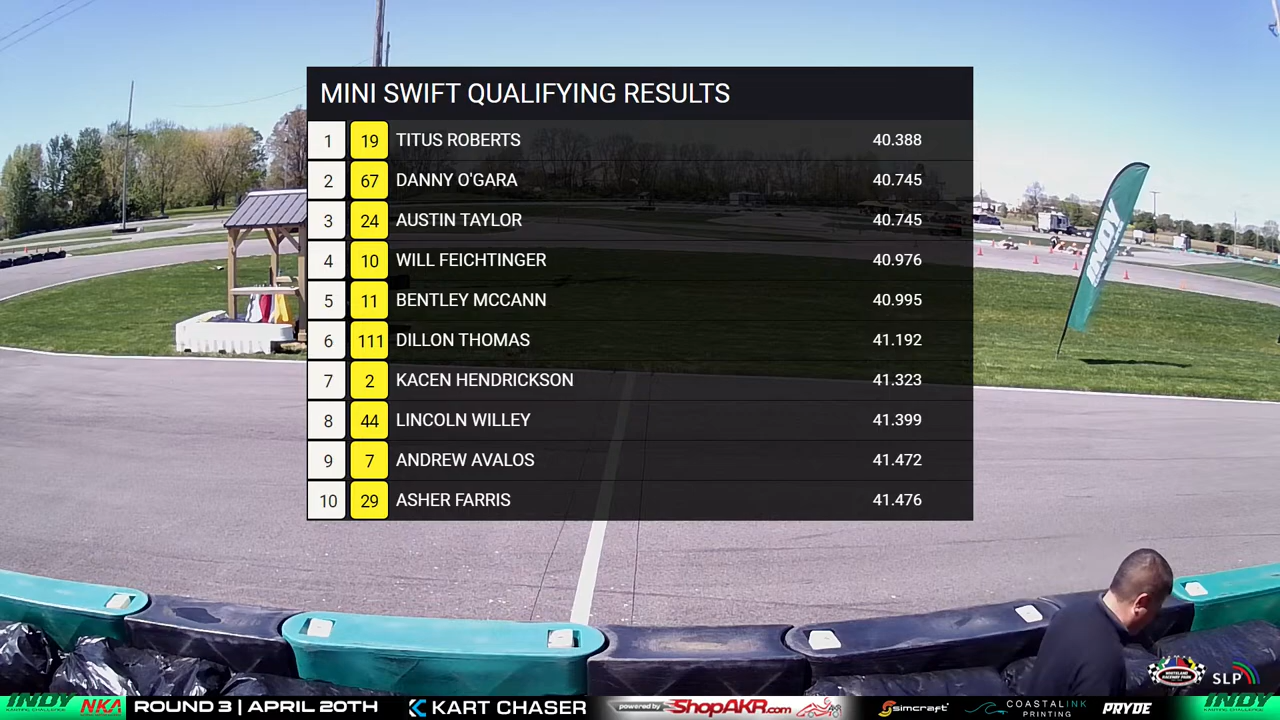 MINI SWIFT QUALIFYING RESULTS
1 19 TITUS ROBERTS 40.388
2 67 DANNY O'GARA 40.745
3 24 AUSTIN TAYLOR 40.745
4 10 WILL FEICHTINGER 40.976
5 11 BENTLEY MCCANN 40.995
6 111 DILLON THOMAS 41.192
7 2 KACEN HENDRICKSON 41.323
8 44 LINCOLN WILLEY 41.399
9 7 ANDREW AVALOS 41.472
10 29 ASHER FARRIS 41.476
INDY
SLP
INDY NKA ROUND 3 | APRIL 20TH KART CHASER powered by ShopAKR.com simcraft COASTALINK PRINTING PRYDE INDY